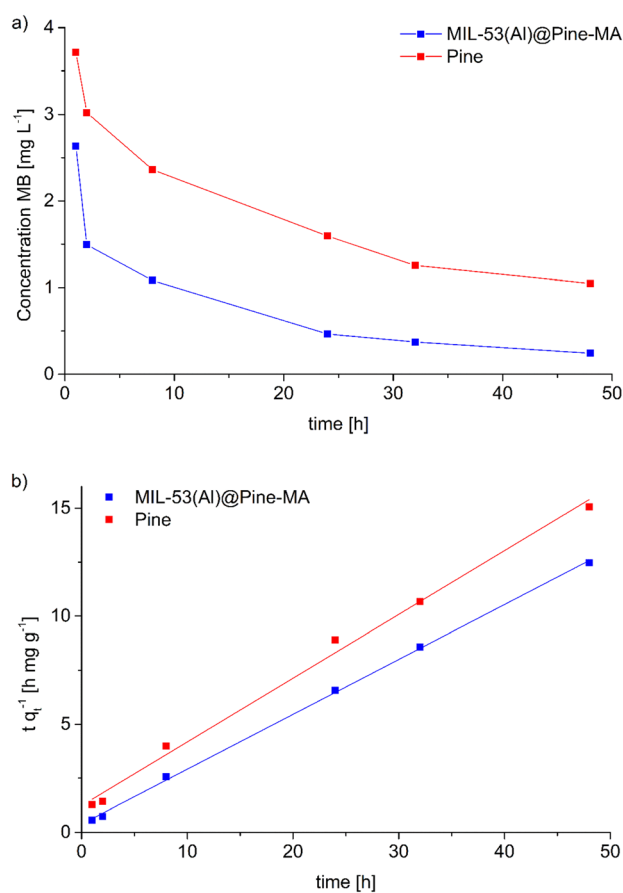 a)
MIL-53(Al)@Pine-MA
Pine
Concentration MB [mg L⁻¹]
4
3
2
1
0
0 10 20 30 40 50
time [h]
b)
MIL-53(Al)@Pine-MA
Pine
t qₜ⁻¹ [h mg g⁻¹]
15
10
5
0
0 10 20 30 40 50
time [h]